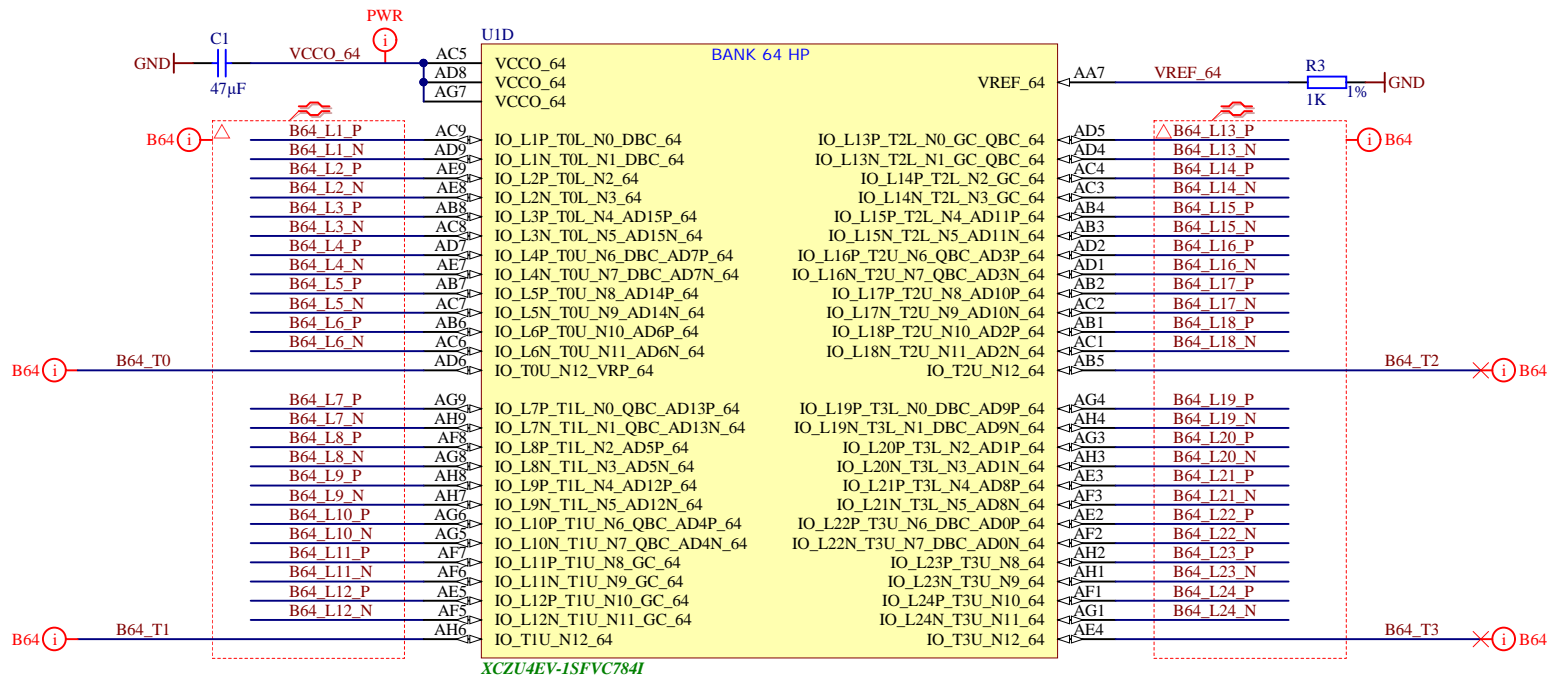 PWR
i
U1D
C1
GND
VCCO_64
47µF
AC5
AD8
AG7
VCCO_64
VCCO_64
VCCO_64
BANK 64 HP
VREF_64
AA7
VREF_64
R3
1K
1%
GND
B64 i
B64_L1_P AC9 IO_L1P_T0L_N0_DBC_64
B64_L1_N AD9 IO_L1N_T0L_N1_DBC_64
B64_L2_P AE9 IO_L2P_T0L_N2_64
B64_L2_N AE8 IO_L2N_T0L_N3_64
B64_L3_P AB8 IO_L3P_T0L_N4_AD15P_64
B64_L3_N AC8 IO_L3N_T0L_N5_AD15N_64
B64_L4_P AD7 IO_L4P_T0U_N6_DBC_AD7P_64
B64_L4_N AE7 IO_L4N_T0U_N7_DBC_AD7N_64
B64_L5_P AB7 IO_L5P_T0U_N8_AD14P_64
B64_L5_N AC7 IO_L5N_T0U_N9_AD14N_64
B64_L6_P AB6 IO_L6P_T0U_N10_AD6P_64
B64_L6_N AC6 IO_L6N_T0U_N11_AD6N_64
B64 i B64_T0 AD6 IO_T0U_N12_VRP_64
B64_L7_P AG9 IO_L7P_T1L_N0_QBC_AD13P_64
B64_L7_N AH9 IO_L7N_T1L_N1_QBC_AD13N_64
B64_L8_P AF8 IO_L8P_T1L_N2_AD5P_64
B64_L8_N AG8 IO_L8N_T1L_N3_AD5N_64
B64_L9_P AH8 IO_L9P_T1L_N4_AD12P_64
B64_L9_N AH7 IO_L9N_T1L_N5_AD12N_64
B64_L10_P AG6 IO_L10P_T1U_N6_QBC_AD4P_64
B64_L10_N AG5 IO_L10N_T1U_N7_QBC_AD4N_64
B64_L11_P AF7 IO_L11P_T1U_N8_GC_64
B64_L11_N AF6 IO_L11N_T1U_N9_GC_64
B64_L12_P AE5 IO_L12P_T1U_N10_GC_64
B64_L12_N AF5 IO_L12N_T1U_N11_GC_64
B64 i B64_T1 AH6 IO_T1U_N12_64
IO_L13P_T2L_N0_GC_QBC_64 AD5 B64_L13_P
i B64
IO_L13N_T2L_N1_GC_QBC_64 AD4 B64_L13_N
IO_L14P_T2L_N2_GC_64 AC4 B64_L14_P
IO_L14N_T2L_N3_GC_64 AC3 B64_L14_N
IO_L15P_T2L_N4_AD11P_64 AB4 B64_L15_P
IO_L15N_T2L_N5_AD11N_64 AB3 B64_L15_N
IO_L16P_T2U_N6_QBC_AD3P_64 AD2 B64_L16_P
IO_L16N_T2U_N7_QBC_AD3N_64 AD1 B64_L16_N
IO_L17P_T2U_N8_AD10P_64 AB2 B64_L17_P
IO_L17N_T2U_N9_AD10N_64 AC2 B64_L17_N
IO_L18P_T2U_N10_AD2P_64 AB1 B64_L18_P
IO_L18N_T2U_N11_AD2N_64 AC1 B64_L18_N
IO_T2U_N12_64 AB5 B64_T2 i B64
IO_L19P_T3L_N0_DBC_AD9P_64 AG4 B64_L19_P
IO_L19N_T3L_N1_DBC_AD9N_64 AH4 B64_L19_N
IO_L20P_T3L_N2_AD1P_64 AG3 B64_L20_P
IO_L20N_T3L_N3_AD1N_64 AH3 B64_L20_N
IO_L21P_T3L_N4_AD8P_64 AE3 B64_L21_P
IO_L21N_T3L_N5_AD8N_64 AF3 B64_L21_N
IO_L22P_T3U_N6_DBC_AD0P_64 AE2 B64_L22_P
IO_L22N_T3U_N7_DBC_AD0N_64 AF2 B64_L22_N
IO_L23P_T3U_N8_64 AH2 B64_L23_P
IO_L23N_T3U_N9_64 AH1 B64_L23_N
IO_L24P_T3U_N10_64 AF1 B64_L24_P
IO_L24N_T3U_N11_64 AG1 B64_L24_N
IO_T3U_N12_64 AE4 B64_T3 i B64
XCZU4EV-1SFVC784I